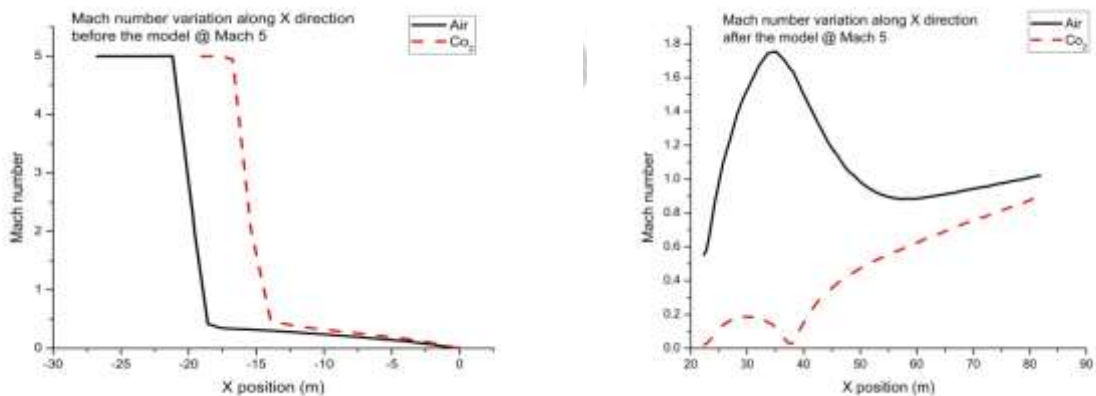 Mach number variation along X direction
before the model @ Mach 5
Air
Co2
5
4
3
2
1
0
Mach number
-30
-25
-20
-15
-10
-5
0
X position (m)
Mach number variation along X direction
after the model @ Mach 5
Air
Co2
1.8
1.6
1.4
1.2
1.0
0.8
0.6
0.4
0.2
0.0
Mach number
20
30
40
50
60
70
80
90
X position (m)